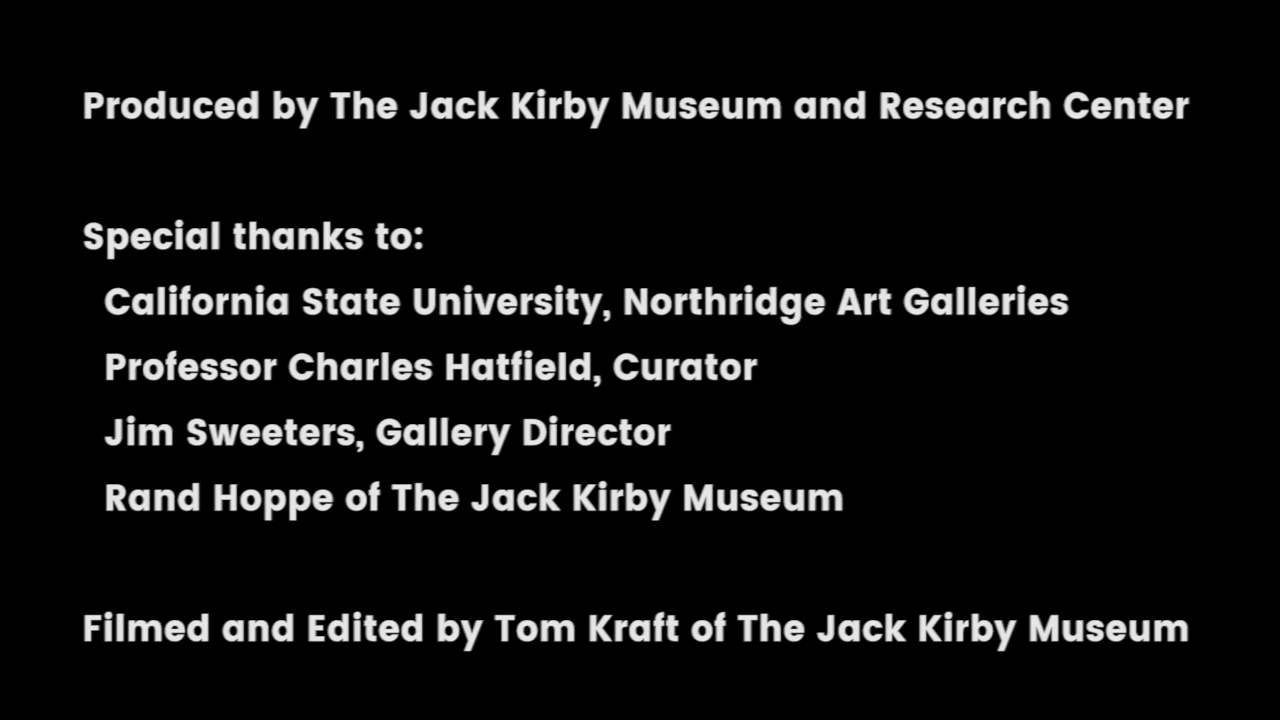 Produced by The Jack Kirby Museum and Research Center
Special thanks to:
California State University, Northridge Art Galleries
Professor Charles Hatfield, Curator
Jim Sweeters, Gallery Director
Rand Hoppe of The Jack Kirby Museum
Filmed and Edited by Tom Kraft of The Jack Kirby Museum